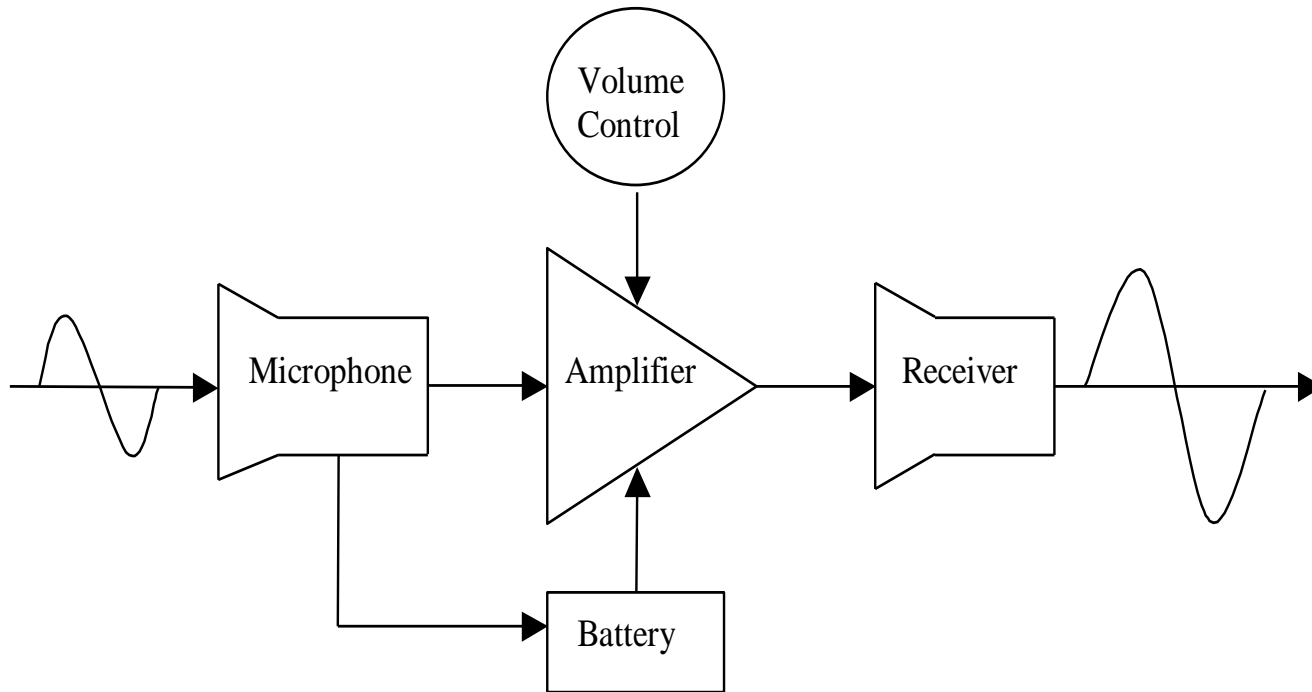 Volume
Control
Microphone
Amplifier
Receiver
Battery